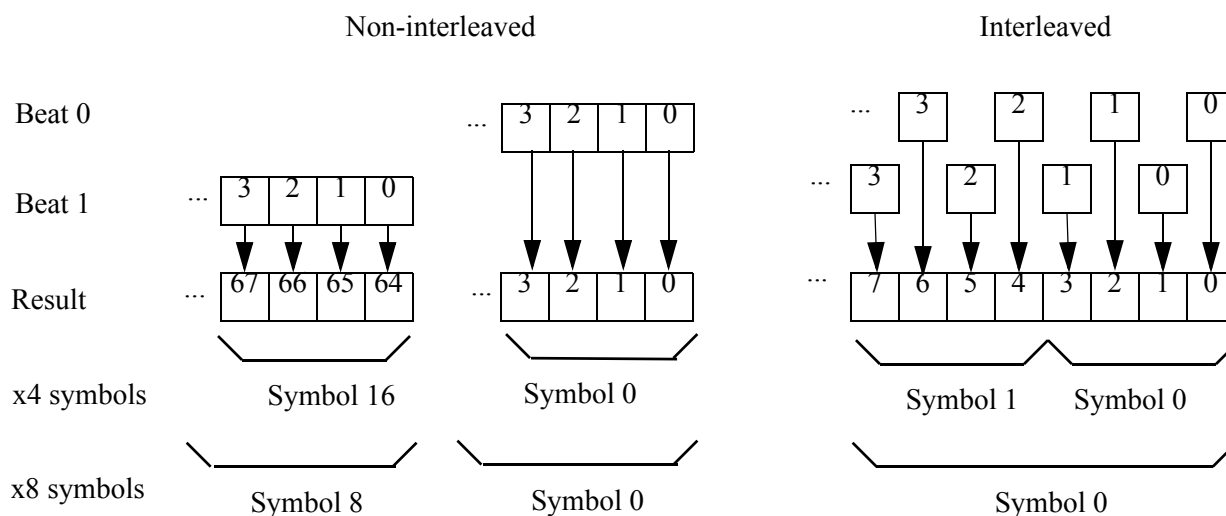 Non-interleaved Interleaved
Beat 0 ... 3 2 1 0 ... 3 2 1 0
Beat 1 ... 3 2 1 0 ... 3 2 1 0
Result ... 67 66 65 64 ... 3 2 1 0 ... 7 6 5 4 3 2 1 0
x4 symbols Symbol 16 Symbol 0 Symbol 1 Symbol 0
x8 symbols Symbol 8 Symbol 0 Symbol 0